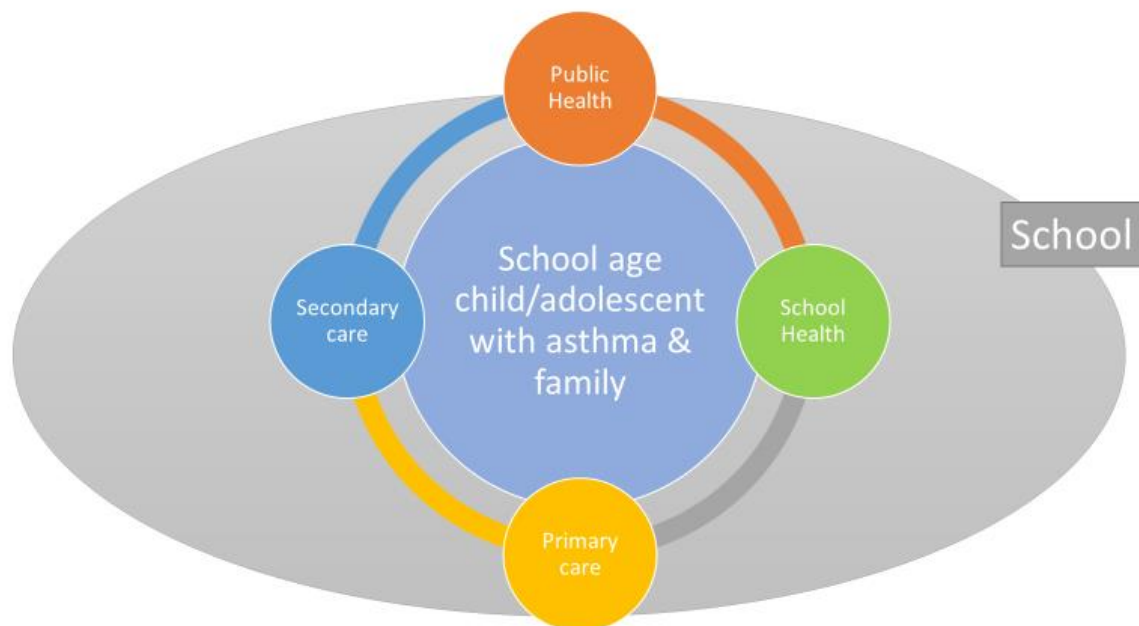 Public
Health
School
School age
child/adolescent
with asthma &
family
Secondary
care
School
Health
Primary
care